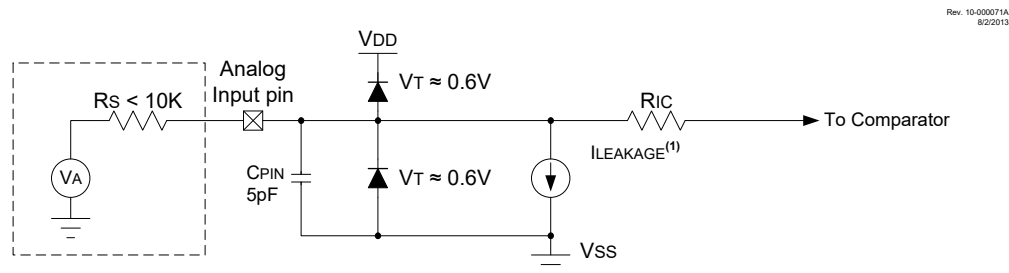 Rev. 10-000071A
8/2/2013
VDD
Analog
Input pin
VT ≈ 0.6V
RS < 10K
RIC
To Comparator
ILEAKAGE(1)
VA
CPIN
5pF
VT ≈ 0.6V
VSS